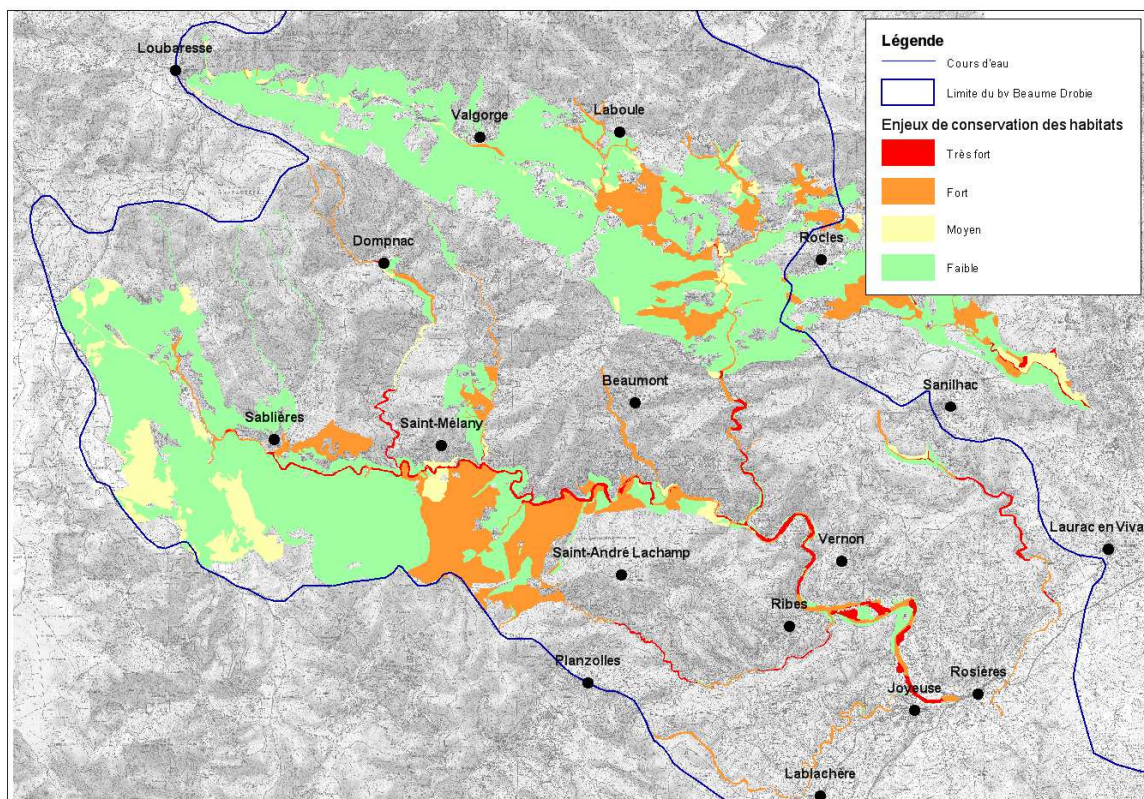 Légende
Cours d'eau
Limite du bv Beaume Drobie
Enjeux de conservation des habitats
Très fort
Fort
Moyen
Faible
Loubaresse
Valgorge
Laboule
Rocles
Dompnac
Beaumont
Sanilhac
Sablières
Saint-Mélany
Laurac en Viva
Vernon
Saint-André Lachamp
Ribes
Planzolles
Rosières
Joyeuse
Lablachère